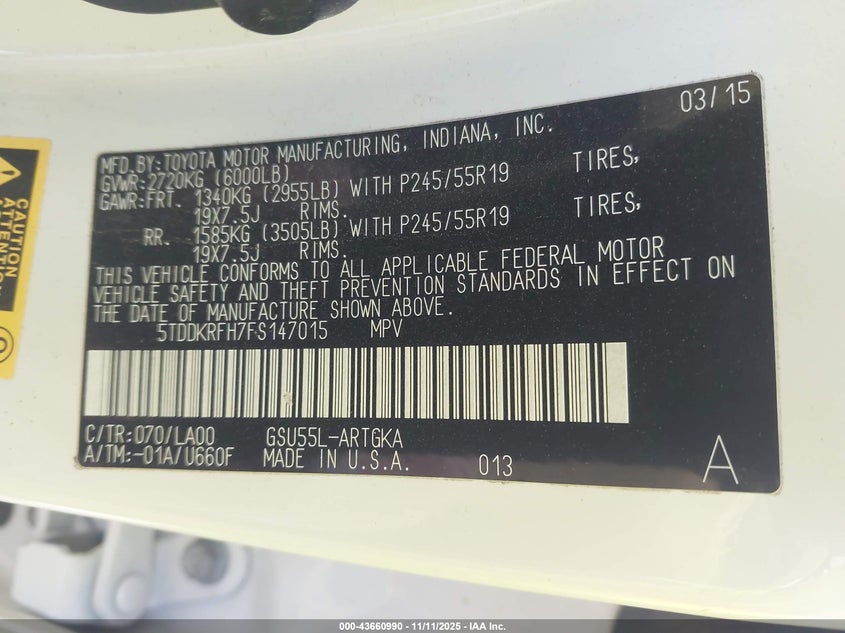 03/15
MFD.BY:TOYOTA MOTOR MANUFACTURING, INDIANA, INC.
GVWR:2720KG (6000LB)
GAWR:FRT. 1340KG (2955LB) WITH P245/55R19 TIRES,
19X7.5J RIMS.
RR. 1585KG (3505LB) WITH P245/55R19 TIRES,
19X7.5J RIMS.
THIS VEHICLE CONFORMS TO ALL APPLICABLE FEDERAL MOTOR
VEHICLE SAFETY AND THEFT PREVENTION STANDARDS IN EFFECT ON
THE DATE OF MANUFACTURE SHOWN ABOVE.
5TDDKRFH7FS147015 MPV
C/TR:070/LA00 GSU55L-ARTGKA
A/TM:-01A/U660F MADE IN U.S.A. 013
A
CAUTION
ATTENTION
000-43660990 - 11/11/2025 - IAA Inc.